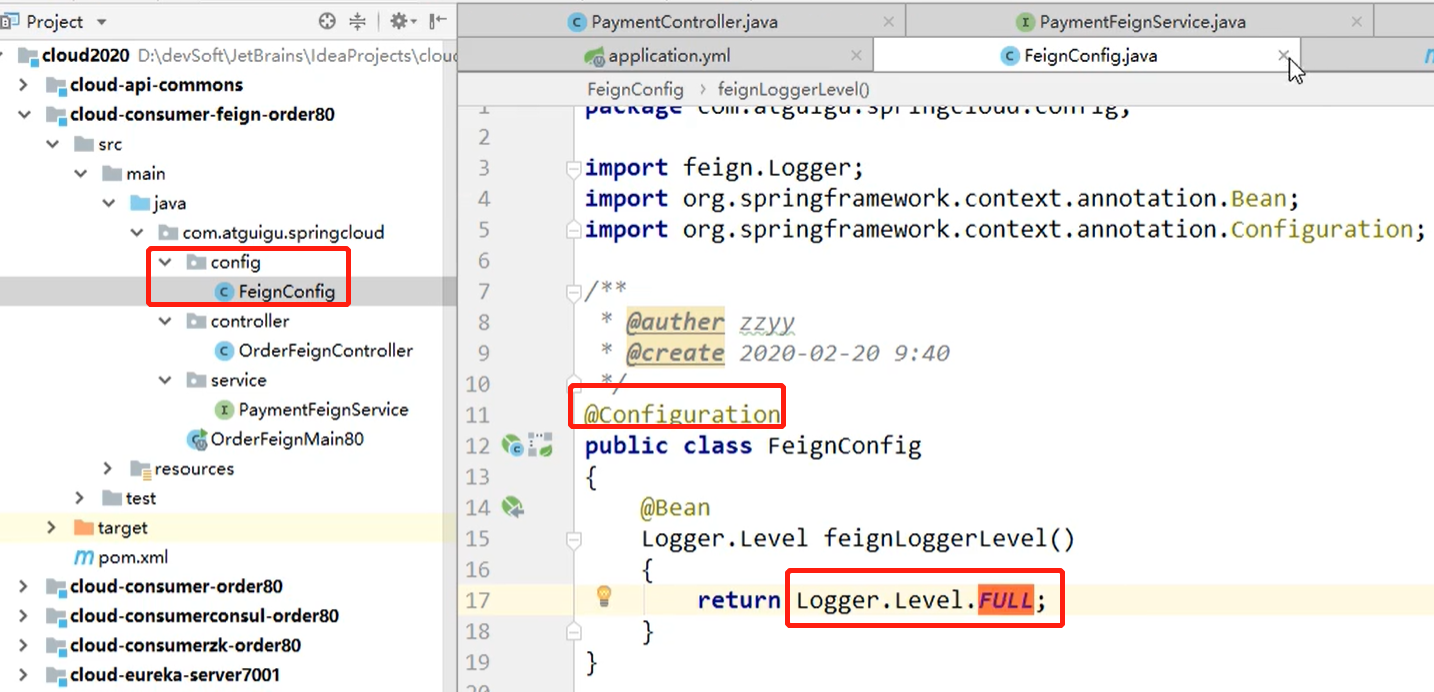 Project
cloud2020 D:\devSoft\JetBrains\IdeaProjects\clou
cloud-api-commons
cloud-consumer-feign-order80
src
main
java
com.atguigu.springcloud
config
FeignConfig
controller
OrderFeignController
service
PaymentFeignService
OrderFeignMain80
resources
test
target
pom.xml
cloud-consumer-order80
cloud-consumerconsul-order80
cloud-consumerzk-order80
cloud-eureka-server7001
PaymentController.java PaymentFeignService.java
application.yml FeignConfig.java
FeignConfig > feignLoggerLevel()
1 package com.atguigu.springcloud.config;
2
3 import feign.Logger;
4 import org.springframework.context.annotation.Bean;
5 import org.springframework.context.annotation.Configuration;
6
7 /**
8 * @auther zzyy
9 * @create 2020-02-20 9:40
10 */
11 @Configuration
12 public class FeignConfig
13 {
14 @Bean
15 Logger.Level feignLoggerLevel()
16 {
17 return Logger.Level.FULL;
18 }
19 }
20